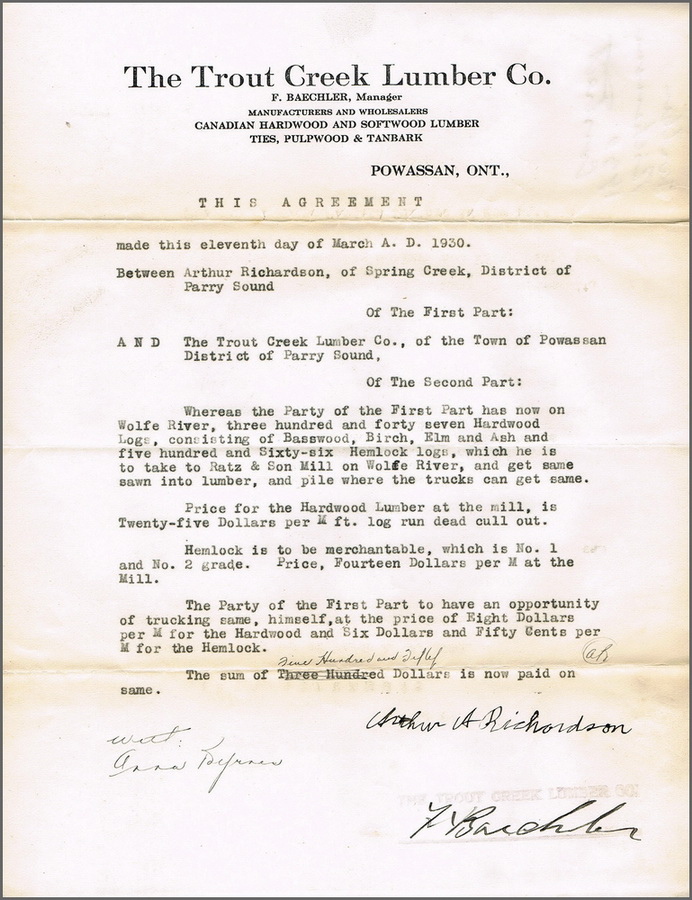 The Trout Creek Lumber Co.
F. BAECHLER, Manager
MANUFACTURERS AND WHOLESALERS
CANADIAN HARDWOOD AND SOFTWOOD LUMBER
TIES, PULPWOOD & TANBARK
POWASSAN, ONT.,
THIS AGREEMENT
made this eleventh day of March A. D. 1930.
Between Arthur Richardson, of Spring Creek, District of
Parry Sound
Of The First Part:
AND The Trout Creek Lumber Co., of the Town of Powassan
District of Parry Sound,
Of The Second Part:
Whereas the Party of the First Part has now on
Wolfe River, three hundred and forty seven Hardwood
Logs, consisting of Basswood, Birch, Elm and Ash and
five hundred and Sixty-six Hemlock logs, which he is
to take to Ratz & Son Mill on Wolfe River, and get same
sawn into lumber, and pile where the trucks can get same.
Price for the Hardwood Lumber at the mill, is
Twenty-five Dollars per M ft. log run dead cull out.
Hemlock is to be merchantable, which is No. 1
and No. 2 grade. Price, Fourteen Dollars per M at the
Mill.
The Party of the First Part to have an opportunity
of trucking same, himself,at the price of Eight Dollars
per M for the Hardwood and Six Dollars and Fifty Cents per
M for the Hemlock.
Hundred and
The sum of Three Hundred Dollars is now paid on
same.
Arthur A Richardson
Witt:
Anna Byrnes
THE TROUT CREEK LUMBER CO.
F Baechler